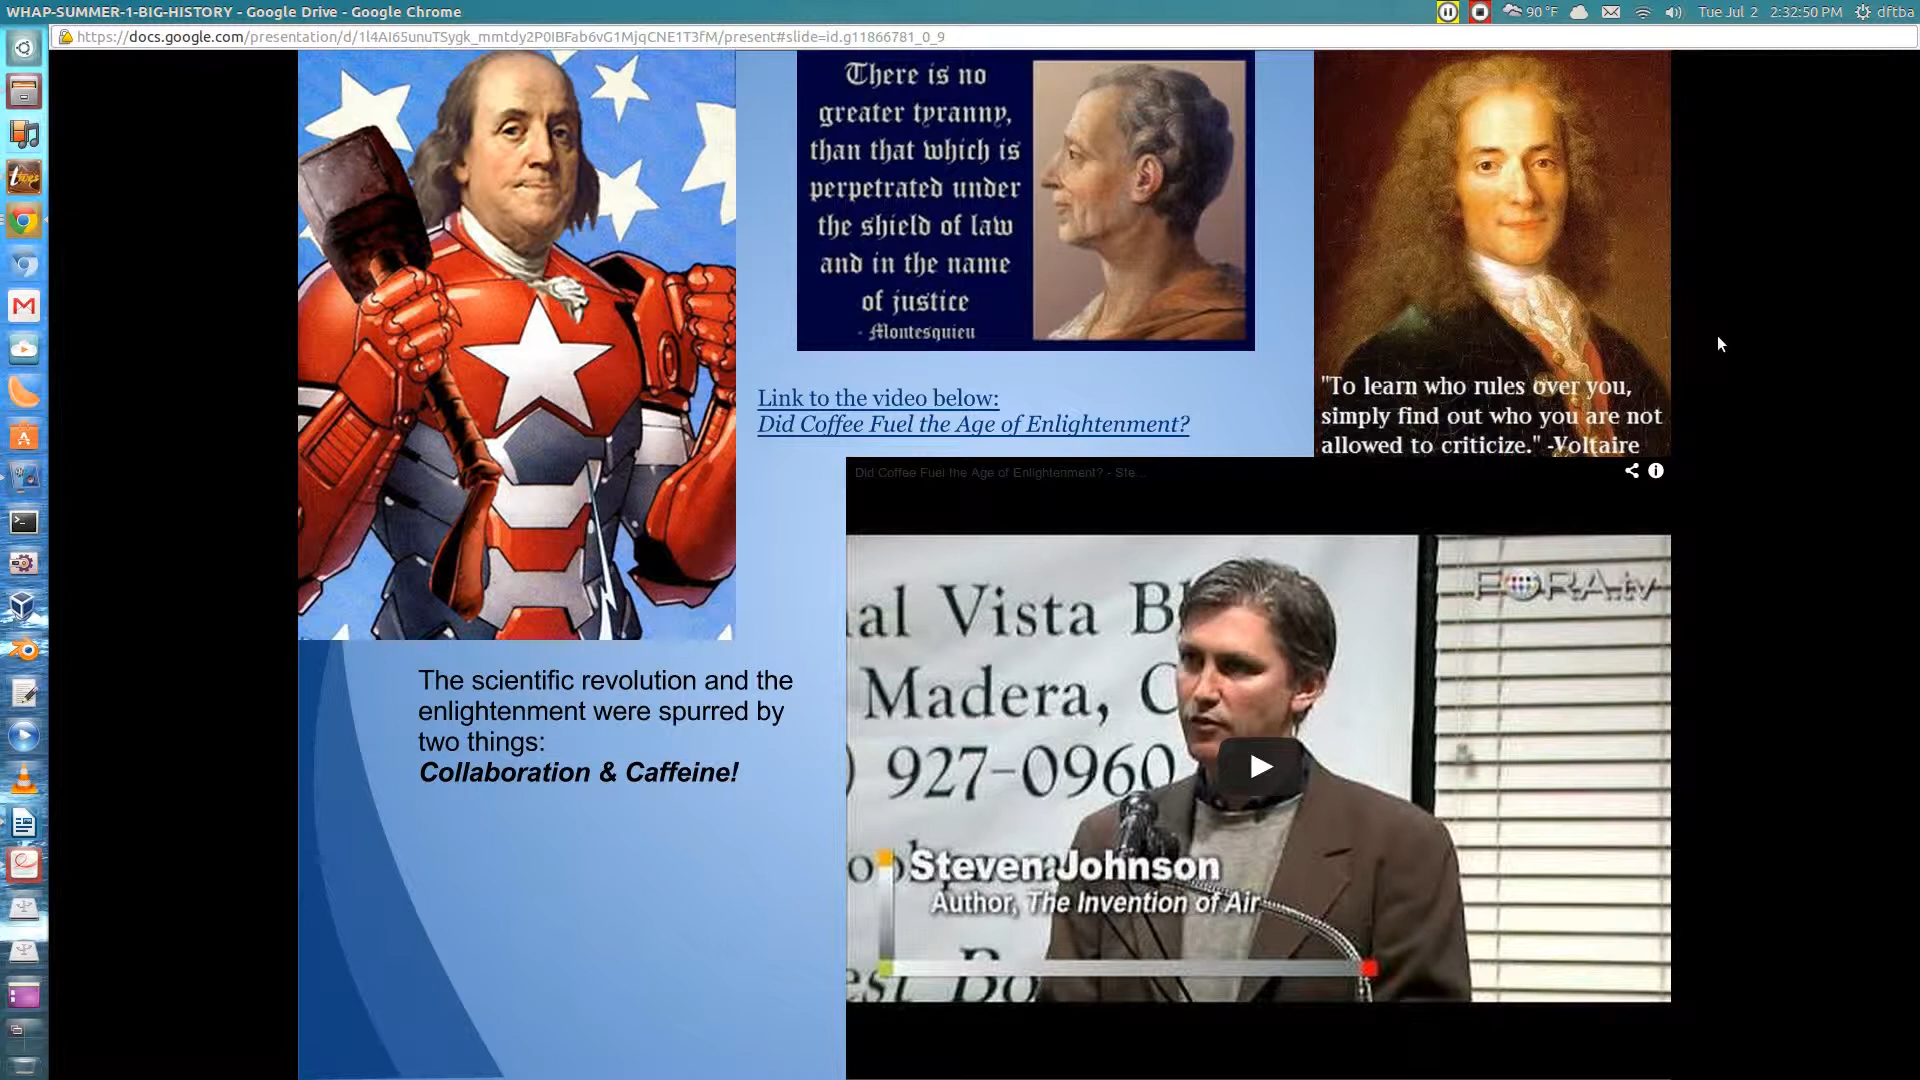 WHAP-SUMMER-1-BIG-HISTORY - Google Drive - Google Chrome
90 °F
Tue Jul 2
2:32:50 PM
dftba
https://docs.google.com/presentation/d/1l4AI65unuTSygk_mmtdy2P0IBFab6vG1MjqCNE1T3fM/present#slide=id.g11866781_0_9
There is no
greater tyranny,
than that which is
perpetrated under
the shield of law
and in the name
of justice
- Montesquieu
"To learn who rules over you,
simply find out who you are not
allowed to criticize." -Voltaire
Link to the video below:
Did Coffee Fuel the Age of Enlightenment?
Did Coffee Fuel the Age of Enlightenment? - Ste...
FORA.tv
al Vista B
Madera, C
) 927-0960
Steven Johnson
Author, The Invention of Air
est Bo
The scientific revolution and the
enlightenment were spurred by
two things:
Collaboration & Caffeine!